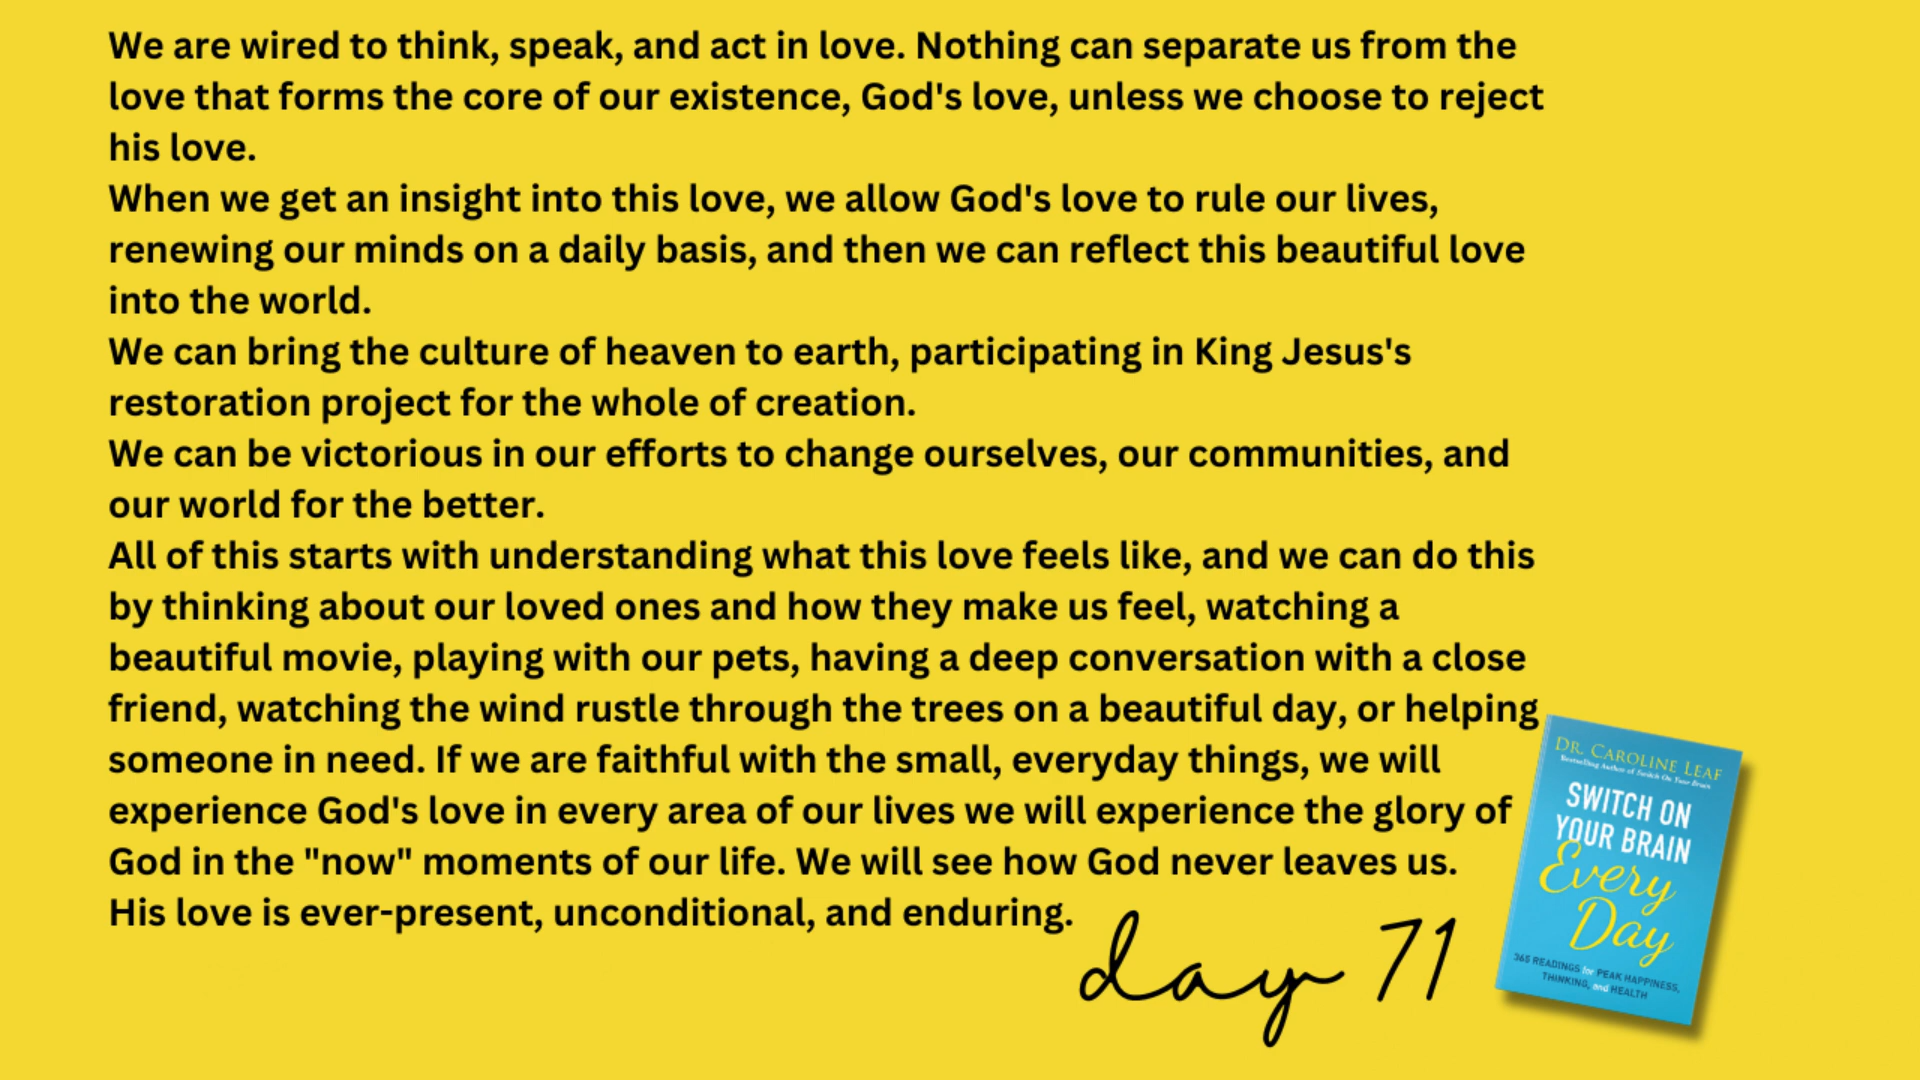 We are wired to think, speak, and act in love. Nothing can separate us from the
love that forms the core of our existence, God's love, unless we choose to reject
his love.
When we get an insight into this love, we allow God's love to rule our lives,
renewing our minds on a daily basis, and then we can reflect this beautiful love
into the world.
We can bring the culture of heaven to earth, participating in King Jesus's
restoration project for the whole of creation.
We can be victorious in our efforts to change ourselves, our communities, and
our world for the better.
All of this starts with understanding what this love feels like, and we can do this
by thinking about our loved ones and how they make us feel, watching a
beautiful movie, playing with our pets, having a deep conversation with a close
friend, watching the wind rustle through the trees on a beautiful day, or helping
someone in need. If we are faithful with the small, everyday things, we will
experience God's love in every area of our lives we will experience the glory of
God in the "now" moments of our life. We will see how God never leaves us.
His love is ever-present, unconditional, and enduring.
day 71
DR. CAROLINE LEAF
Bestselling Author of Switch On Your Brain
SWITCH ON
YOUR BRAIN
Every
Day
365 READINGS for PEAK HAPPINESS,
THINKING, and HEALTH